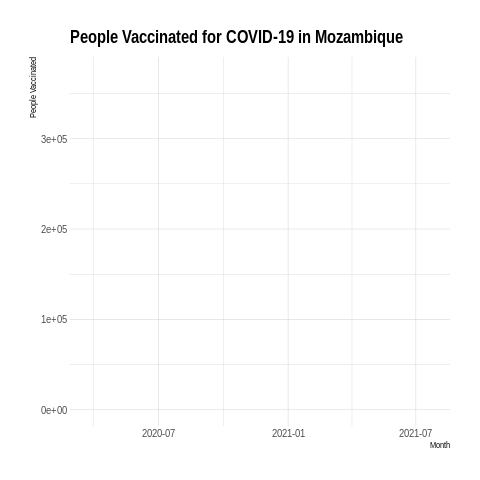 People Vaccinated for COVID-19 in Mozambique
People Vaccinated
3e+05
2e+05
1e+05
0e+00
2020-07 2021-01 2021-07
Month